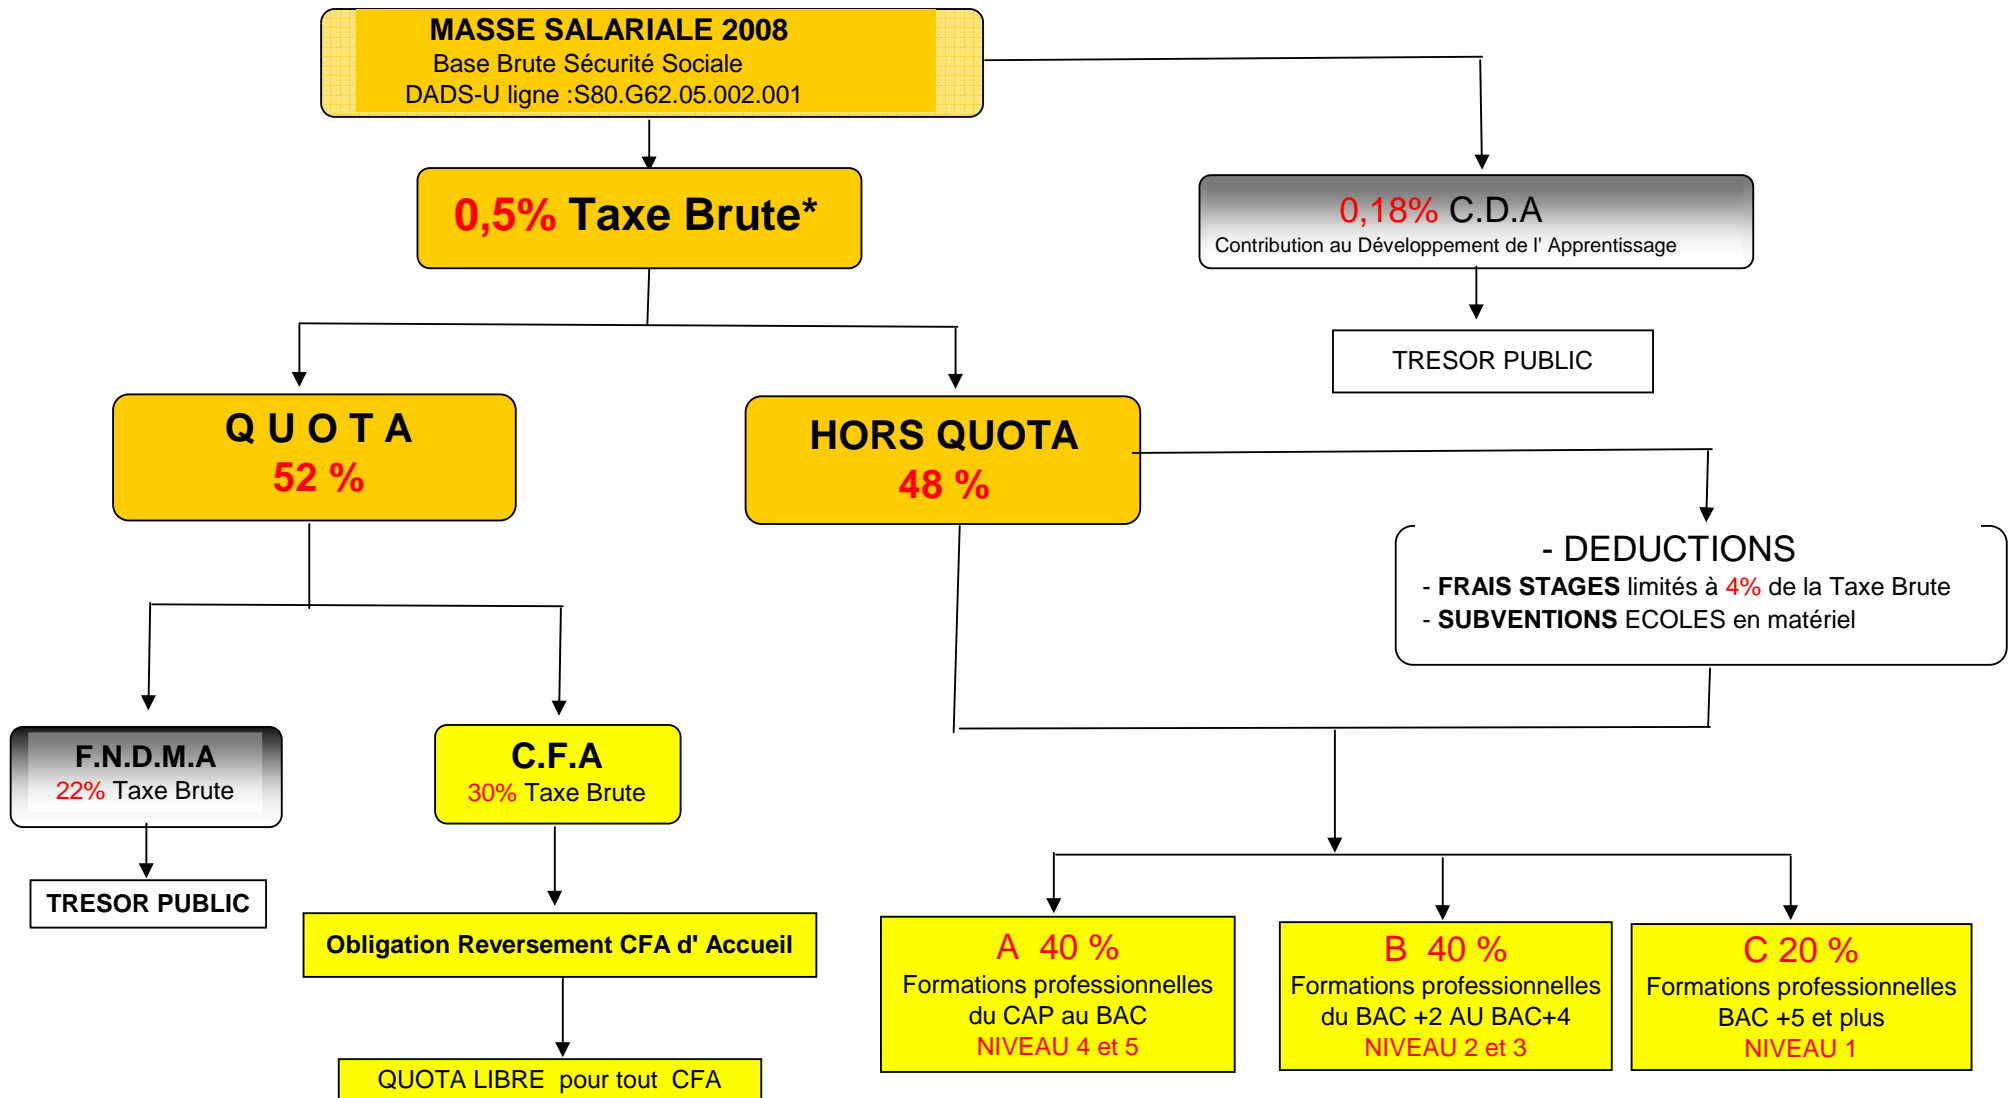 MASSE SALARIALE 2008
Base Brute Sécurité Sociale
DADS-U ligne :S80.G62.05.002.001
0,5% Taxe Brute*
0,18% C.D.A
Contribution au Développement de l' Apprentissage
TRESOR PUBLIC
Q U O T A
52 %
HORS QUOTA
48 %
- DEDUCTIONS
- FRAIS STAGES limités à 4% de la Taxe Brute
- SUBVENTIONS ECOLES en matériel
F.N.D.M.A
22% Taxe Brute
C.F.A
30% Taxe Brute
TRESOR PUBLIC
Obligation Reversement CFA d' Accueil
QUOTA LIBRE pour tout CFA
A 40 %
Formations professionnelles
du CAP au BAC
NIVEAU 4 et 5
B 40 %
Formations professionnelles
du BAC +2 AU BAC+4
NIVEAU 2 et 3
C 20 %
Formations professionnelles
BAC +5 et plus
NIVEAU 1